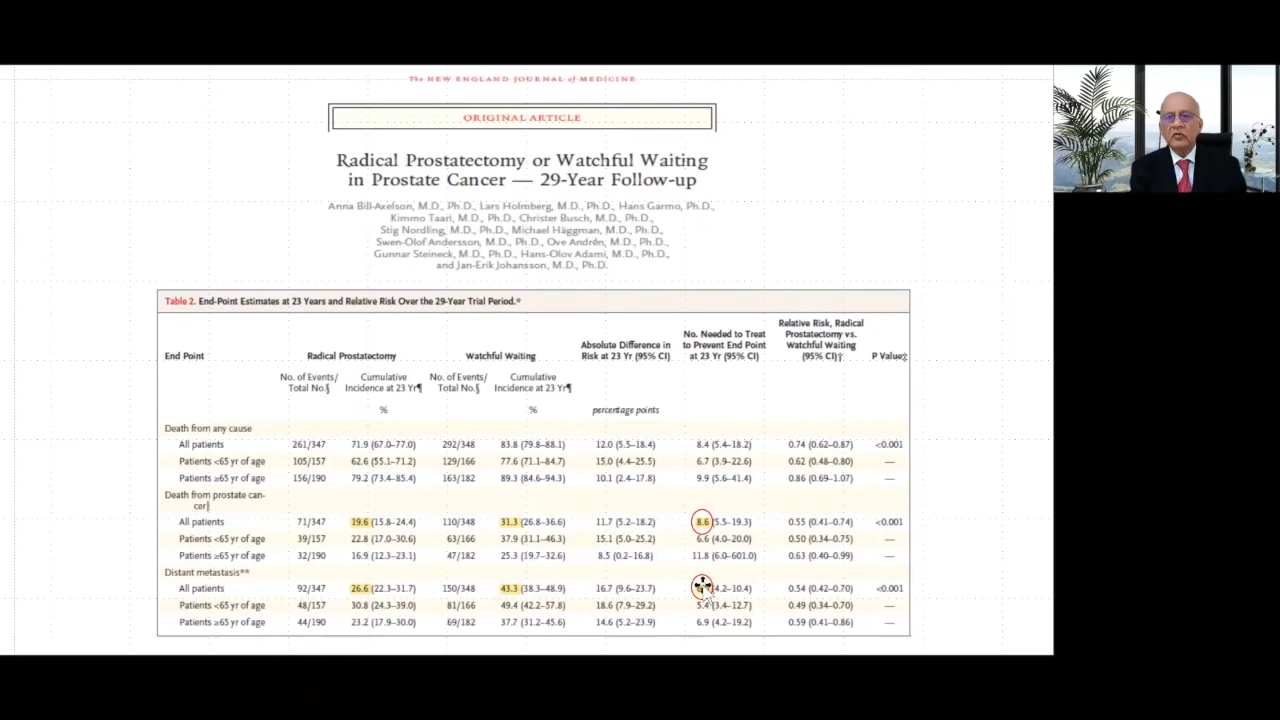 The NEW ENGLAND JOURNAL of MEDICINE
ORIGINAL ARTICLE
Radical Prostatectomy or Watchful Waiting
in Prostate Cancer — 29-Year Follow-up
Anna Bill-Axelson, M.D., Ph.D., Lars Holmberg, M.D., Ph.D., Hans Garmo, Ph.D.,
Kimmo Taari, M.D., Ph.D., Christer Busch, M.D., Ph.D.,
Stig Nordling, M.D., Ph.D., Michael Häggman, M.D., Ph.D.,
Swen-Olof Andersson, M.D., Ph.D., Ove Andrén, M.D., Ph.D.,
Gunnar Steineck, M.D., Ph.D., Hans-Olov Adami, M.D., Ph.D.,
and Jan-Erik Johansson, M.D., Ph.D.
Table 2. End-Point Estimates at 23 Years and Relative Risk Over the 29-Year Trial Period.*
End Point Radical Prostatectomy Watchful Waiting Absolute Difference in Risk at 23 Yr (95% CI) No. Needed to Treat to Prevent End Point at 23 Yr (95% CI) Relative Risk, Radical Prostatectomy vs. Watchful Waiting (95% CI)† P Value‡
No. of Events/ Total No.§ Cumulative Incidence at 23 Yr¶ No. of Events/ Total No.§ Cumulative Incidence at 23 Yr¶
% % percentage points
Death from any cause
All patients 261/347 71.9 (67.0–77.0) 292/348 83.8 (79.8–88.1) 12.0 (5.5–18.4) 8.4 (5.4–18.2) 0.74 (0.62–0.87) <0.001
Patients <65 yr of age 105/157 62.6 (55.1–71.2) 129/166 77.6 (71.1–84.7) 15.0 (4.4–25.5) 6.7 (3.9–22.6) 0.62 (0.48–0.80) —
Patients ≥65 yr of age 156/190 79.2 (73.4–85.4) 163/182 89.3 (84.6–94.3) 10.1 (2.4–17.8) 9.9 (5.6–41.4) 0.86 (0.69–1.07) —
Death from prostate can-
cer‖
All patients 71/347 19.6 (15.8–24.4) 110/348 31.3 (26.8–36.6) 11.7 (5.2–18.2) 8.6 (5.5–19.3) 0.55 (0.41–0.74) <0.001
Patients <65 yr of age 39/157 22.8 (17.0–30.6) 63/166 37.9 (31.1–46.3) 15.1 (5.0–25.2) 6.6 (4.0–20.0) 0.50 (0.34–0.75) —
Patients ≥65 yr of age 32/190 16.9 (12.3–23.1) 47/182 25.3 (19.7–32.6) 8.5 (0.2–16.8) 11.8 (6.0–601.0) 0.63 (0.40–0.99) —
Distant metastasis**
All patients 92/347 26.6 (22.3–31.7) 150/348 43.3 (38.3–48.9) 16.7 (9.6–23.7) (4.2–10.4) 0.54 (0.42–0.70) <0.001
Patients <65 yr of age 48/157 30.8 (24.3–39.0) 81/166 49.4 (42.2–57.8) 18.6 (7.9–29.2) 5.4 (3.4–12.7) 0.49 (0.34–0.70) —
Patients ≥65 yr of age 44/190 23.2 (17.9–30.0) 69/182 37.7 (31.2–45.6) 14.6 (5.2–23.9) 6.9 (4.2–19.2) 0.59 (0.41–0.86) —